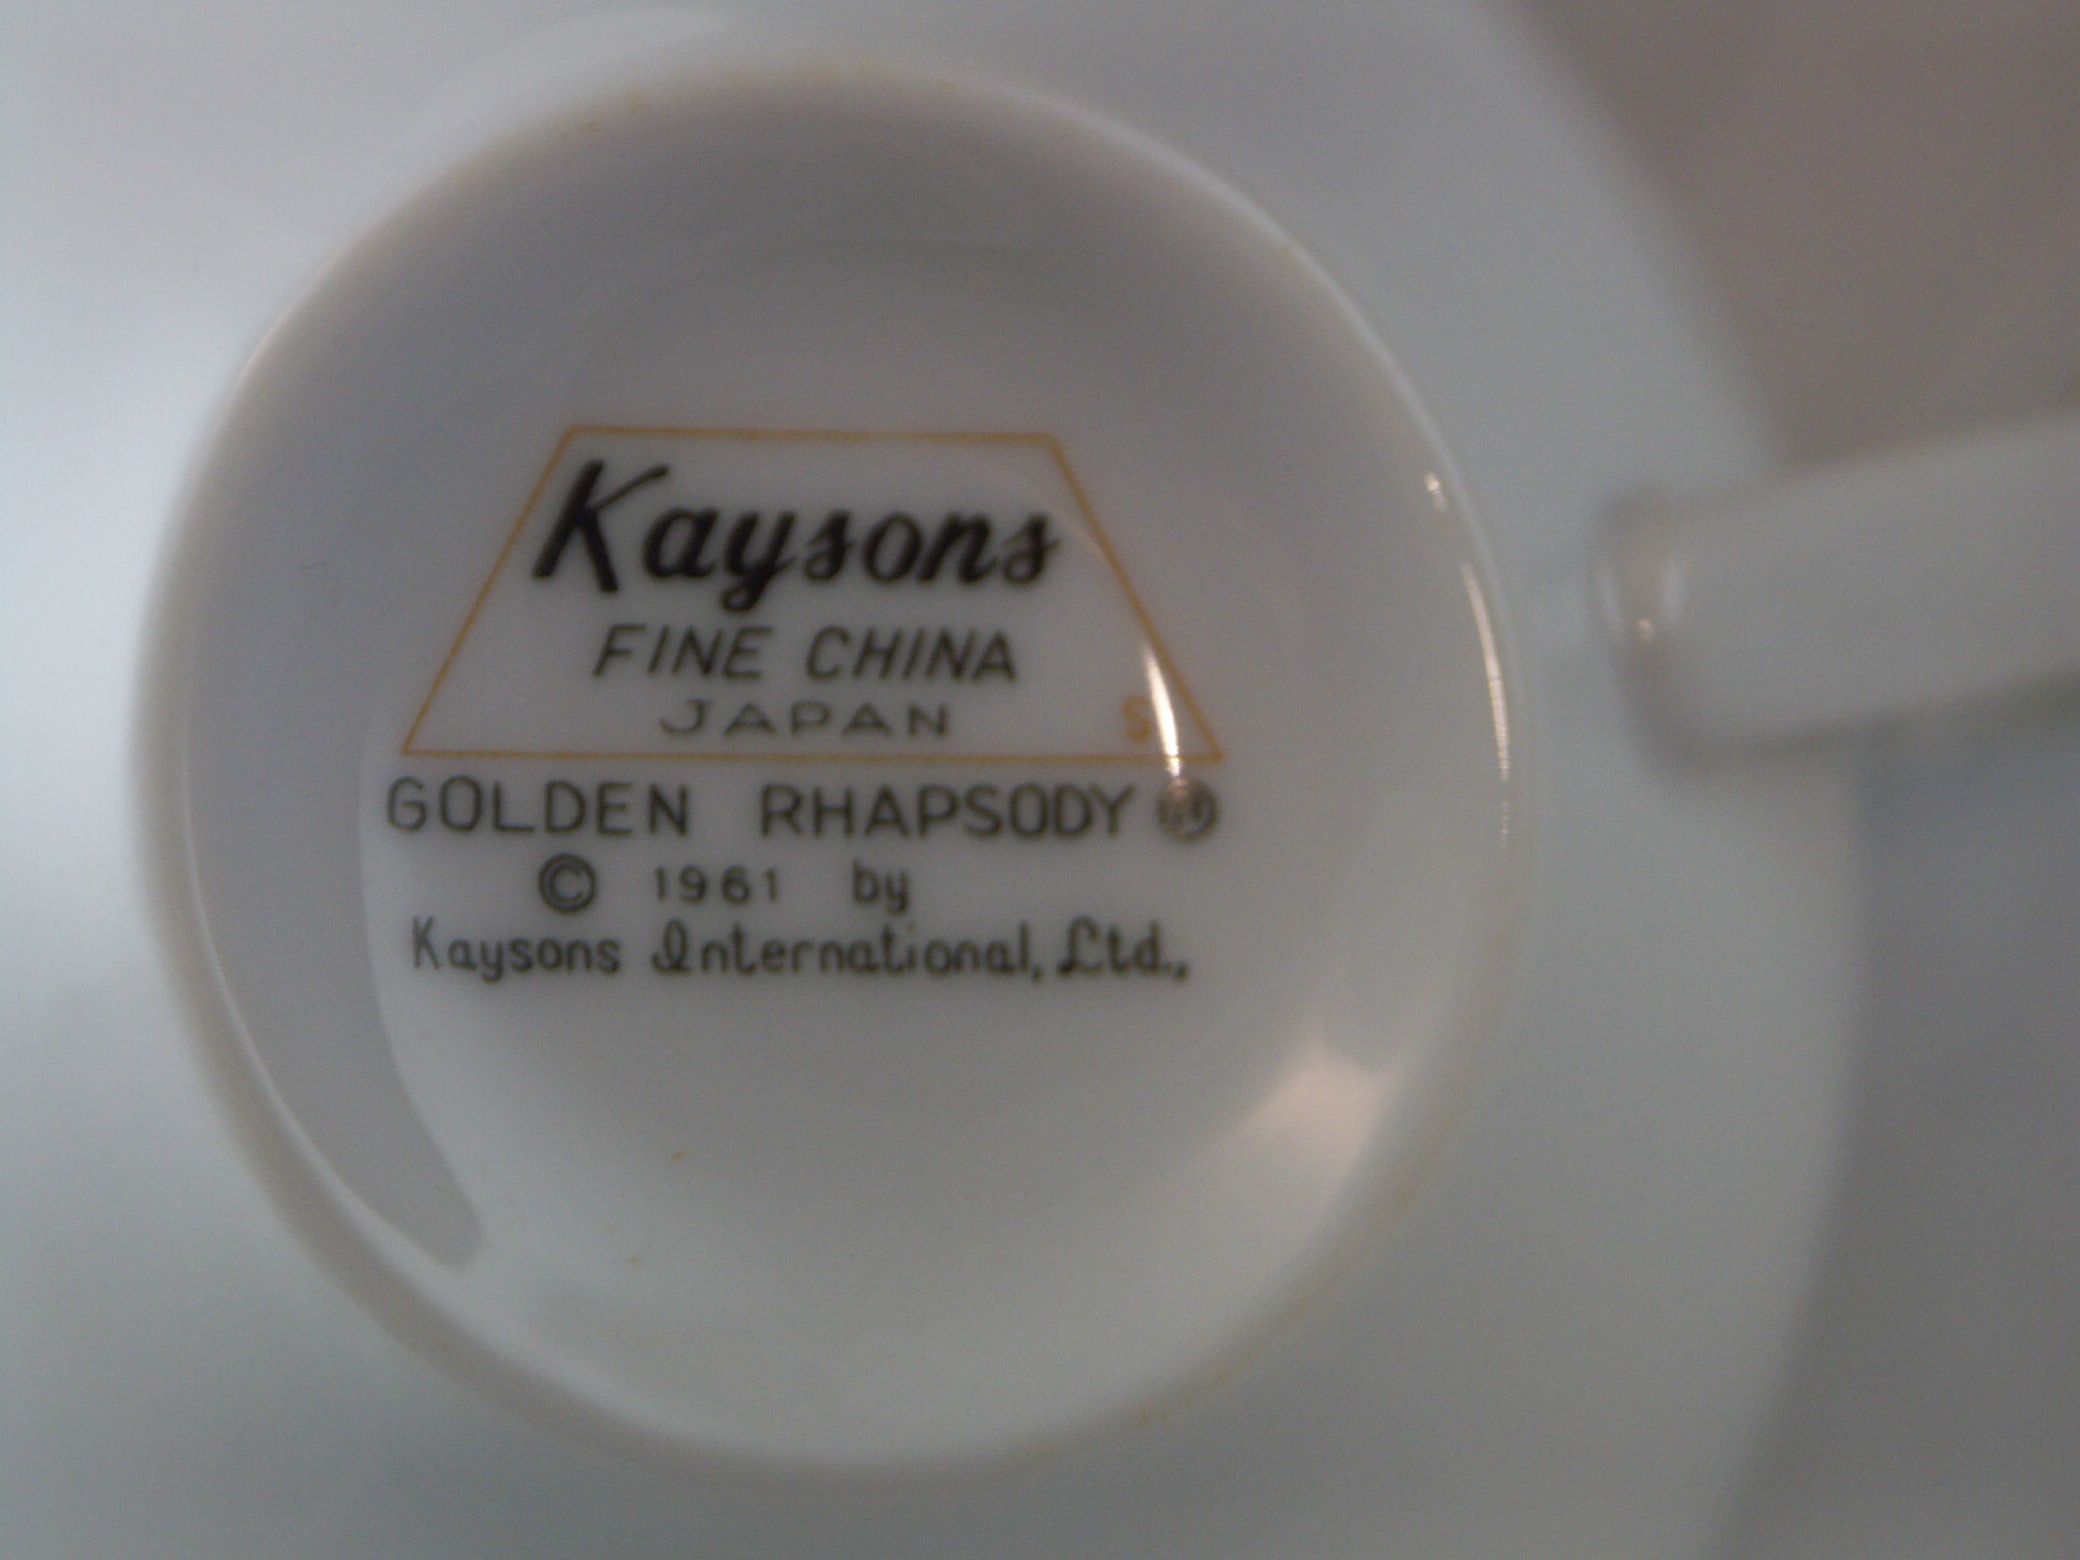 Kaysons
FINE CHINA
JAPAN
S
GOLDEN RHAPSODY
© 1961 by
Kaysons International, Ltd.,